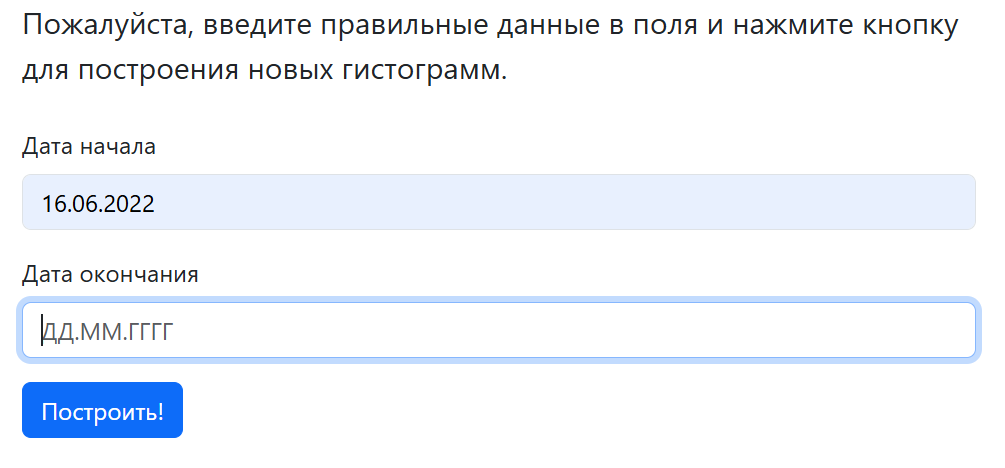 Пожалуйста, введите правильные данные в поля и нажмите кнопку
для построения новых гистограмм.
Дата начала
16.06.2022
Дата окончания
ДД.ММ.ГГГГ
Построить!